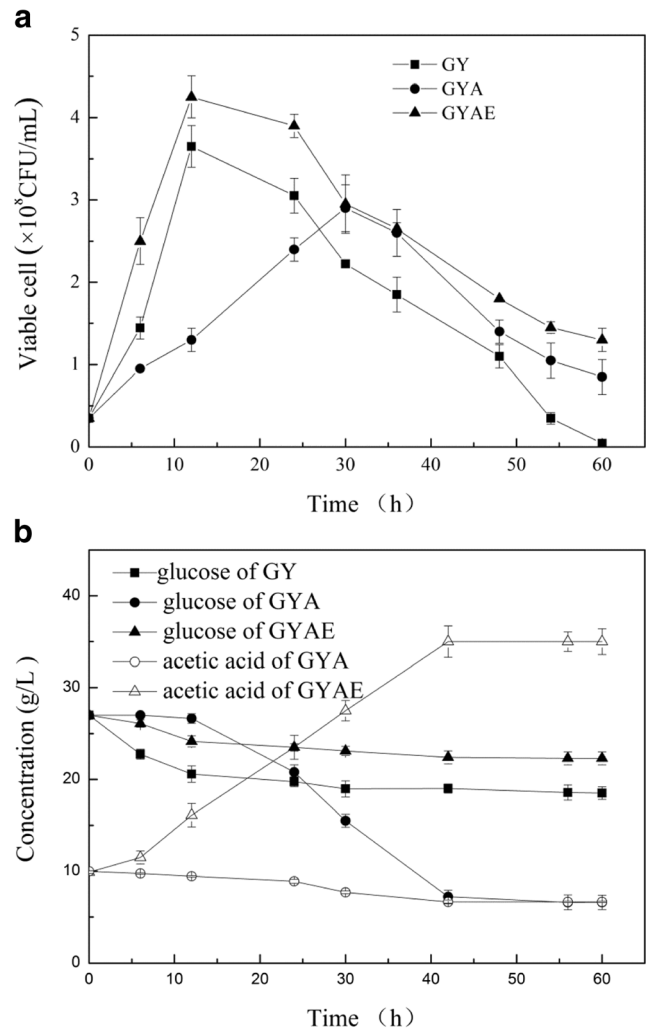 a
5
4
3
2
1
0
Viable cell (×10⁸CFU/mL)
GY
GYA
GYAE
0 10 20 30 40 50 60
Time (h)
b
glucose of GY
glucose of GYA
glucose of GYAE
acetic acid of GYA
acetic acid of GYAE
40
30
20
10
0
Concentration (g/L)
0 10 20 30 40 50 60
Time (h)